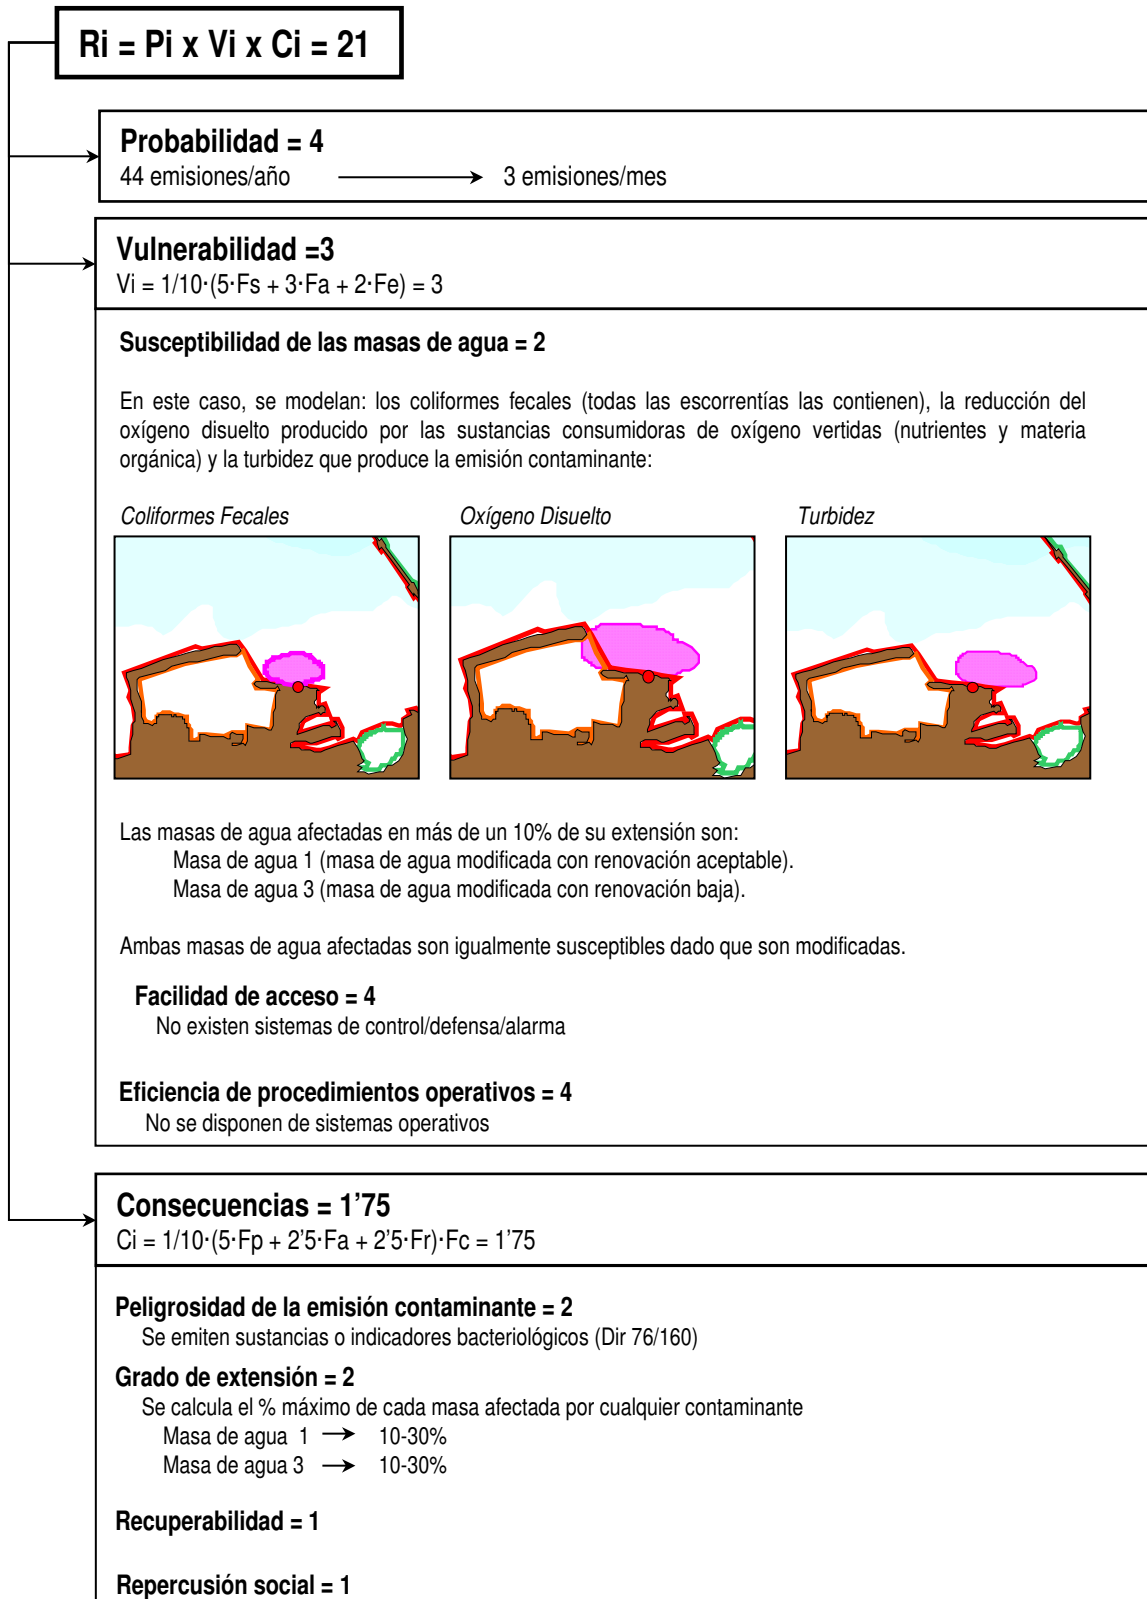 Ri = Pi x Vi x Ci = 21
Probabilidad = 4
44 emisiones/año 3 emisiones/mes
Vulnerabilidad =3
Vi = 1/10·(5·Fs + 3·Fa + 2·Fe) = 3
Susceptibilidad de las masas de agua = 2
En este caso, se modelan: los coliformes fecales (todas las escorrentías las contienen), la reducción del
oxígeno disuelto producido por las sustancias consumidoras de oxígeno vertidas (nutrientes y materia
orgánica) y la turbidez que produce la emisión contaminante:
Coliformes Fecales Oxígeno Disuelto Turbidez
Las masas de agua afectadas en más de un 10% de su extensión son:
Masa de agua 1 (masa de agua modificada con renovación aceptable).
Masa de agua 3 (masa de agua modificada con renovación baja).
Ambas masas de agua afectadas son igualmente susceptibles dado que son modificadas.
Facilidad de acceso = 4
No existen sistemas de control/defensa/alarma
Eficiencia de procedimientos operativos = 4
No se disponen de sistemas operativos
Consecuencias = 1’75
Ci = 1/10·(5·Fp + 2’5·Fa + 2’5·Fr)·Fc = 1’75
Peligrosidad de la emisión contaminante = 2
Se emiten sustancias o indicadores bacteriológicos (Dir 76/160)
Grado de extensión = 2
Se calcula el % máximo de cada masa afectada por cualquier contaminante
Masa de agua 1 10-30%
Masa de agua 3 10-30%
Recuperabilidad = 1
Repercusión social = 1